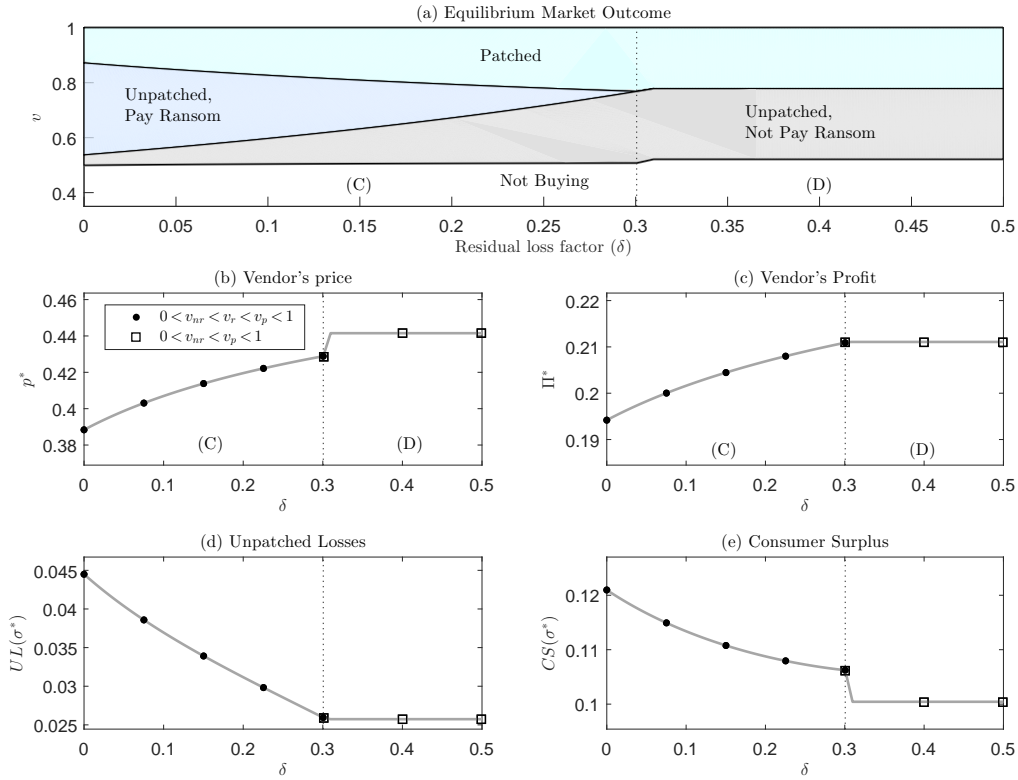 (a) Equilibrium Market Outcome
1
0.8
0.6
0.4
v
Patched
Unpatched,
Pay Ransom
Unpatched,
Not Pay Ransom
Not Buying
(C)
(D)
0 0.05 0.1 0.15 0.2 0.25 0.3 0.35 0.4 0.45 0.5
Residual loss factor (δ)
(b) Vendor's price
0.46
0.44
0.42
0.4
0.38
p*
0 < v_nr < v_r < v_p < 1
0 < v_nr < v_p < 1
(C) (D)
0 0.1 0.2 0.3 0.4 0.5
δ
(c) Vendor's Profit
0.22
0.21
0.2
0.19
Π*
(C) (D)
0 0.1 0.2 0.3 0.4 0.5
δ
(d) Unpatched Losses
0.045
0.04
0.035
0.03
0.025
UL(σ*)
0 0.1 0.2 0.3 0.4 0.5
δ
(e) Consumer Surplus
0.12
0.11
0.1
CS(σ*)
0 0.1 0.2 0.3 0.4 0.5
δ